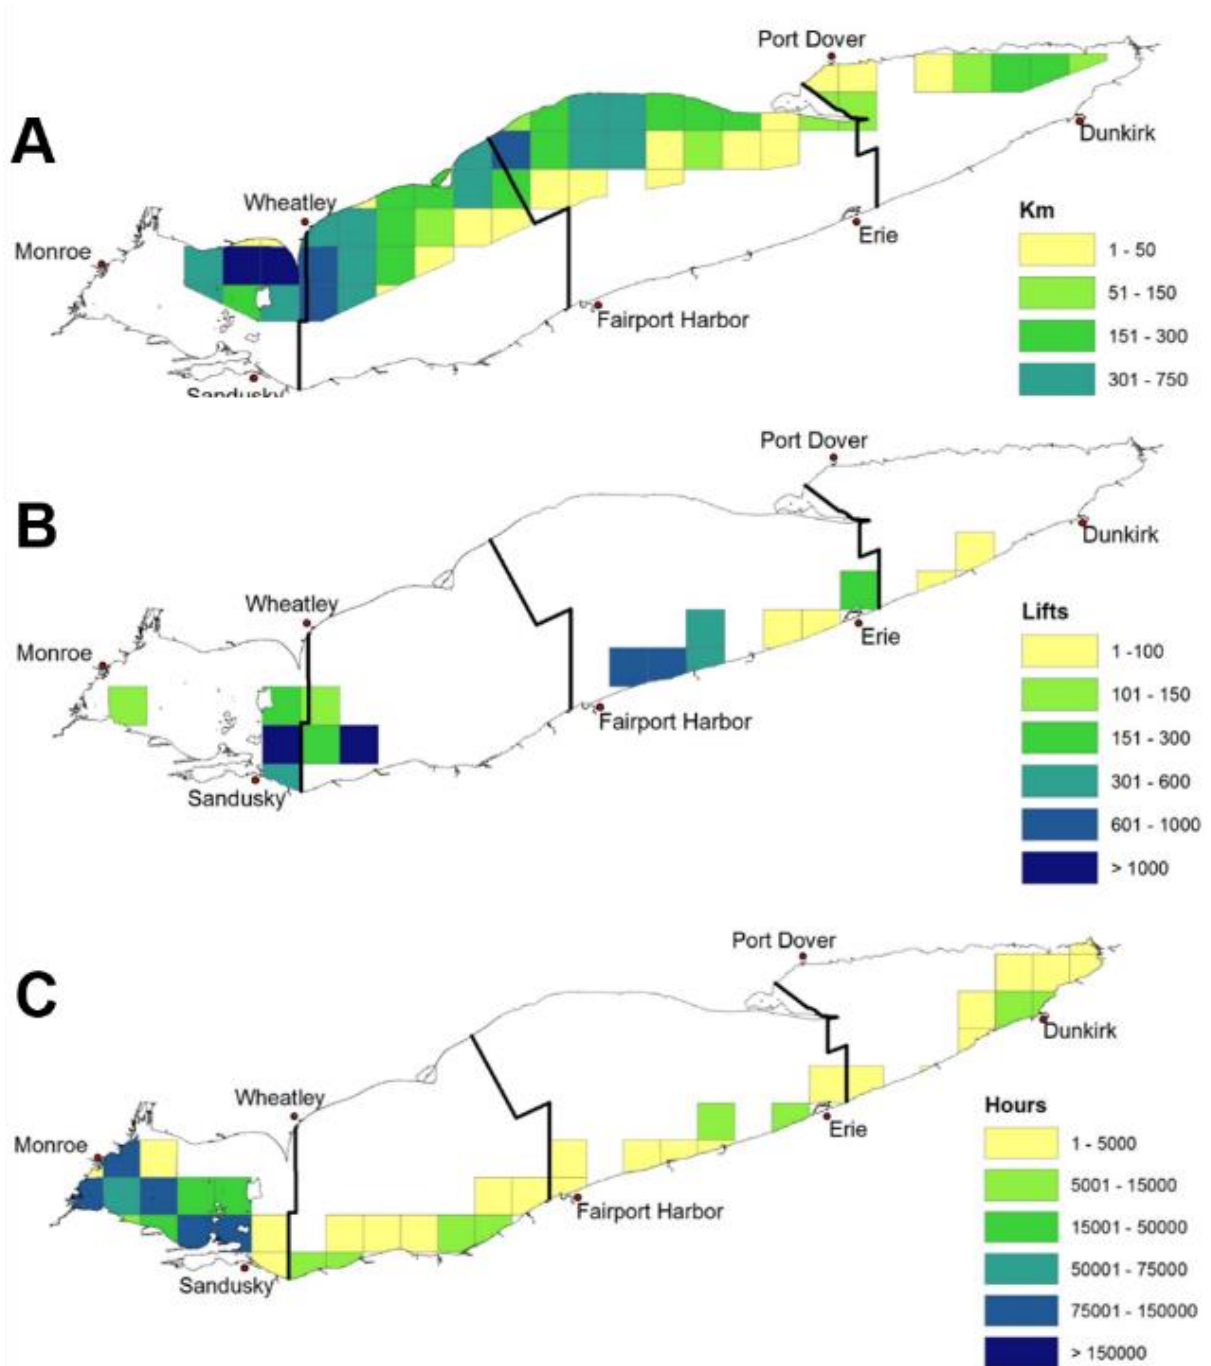 A
Port Dover
Dunkirk
Wheatley
Monroe
Erie
Fairport Harbor
Sandusky
Km
1 - 50
51 - 150
151 - 300
301 - 750
B
Port Dover
Dunkirk
Wheatley
Monroe
Erie
Fairport Harbor
Sandusky
Lifts
1 -100
101 - 150
151 - 300
301 - 600
601 - 1000
> 1000
C
Port Dover
Dunkirk
Wheatley
Monroe
Erie
Fairport Harbor
Sandusky
Hours
1 - 5000
5001 - 15000
15001 - 50000
50001 - 75000
75001 - 150000
> 150000